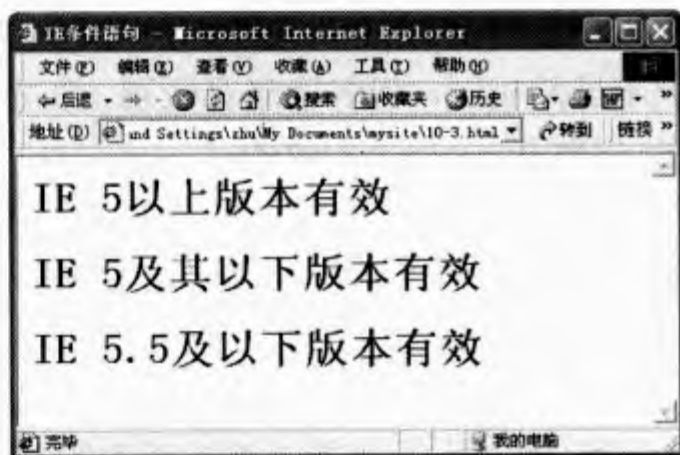 IE条件语句 - Microsoft Internet Explorer
文件(F) 编辑(E) 查看(V) 收藏(A) 工具(T) 帮助(H)
后退 搜索 收藏夹 历史 »
地址(D) und Settings\zhu\My Documents\mysite\10-3.html 转到 链接 »
IE 5以上版本有效
IE 5及其以下版本有效
IE 5.5及以下版本有效
完毕 我的电脑